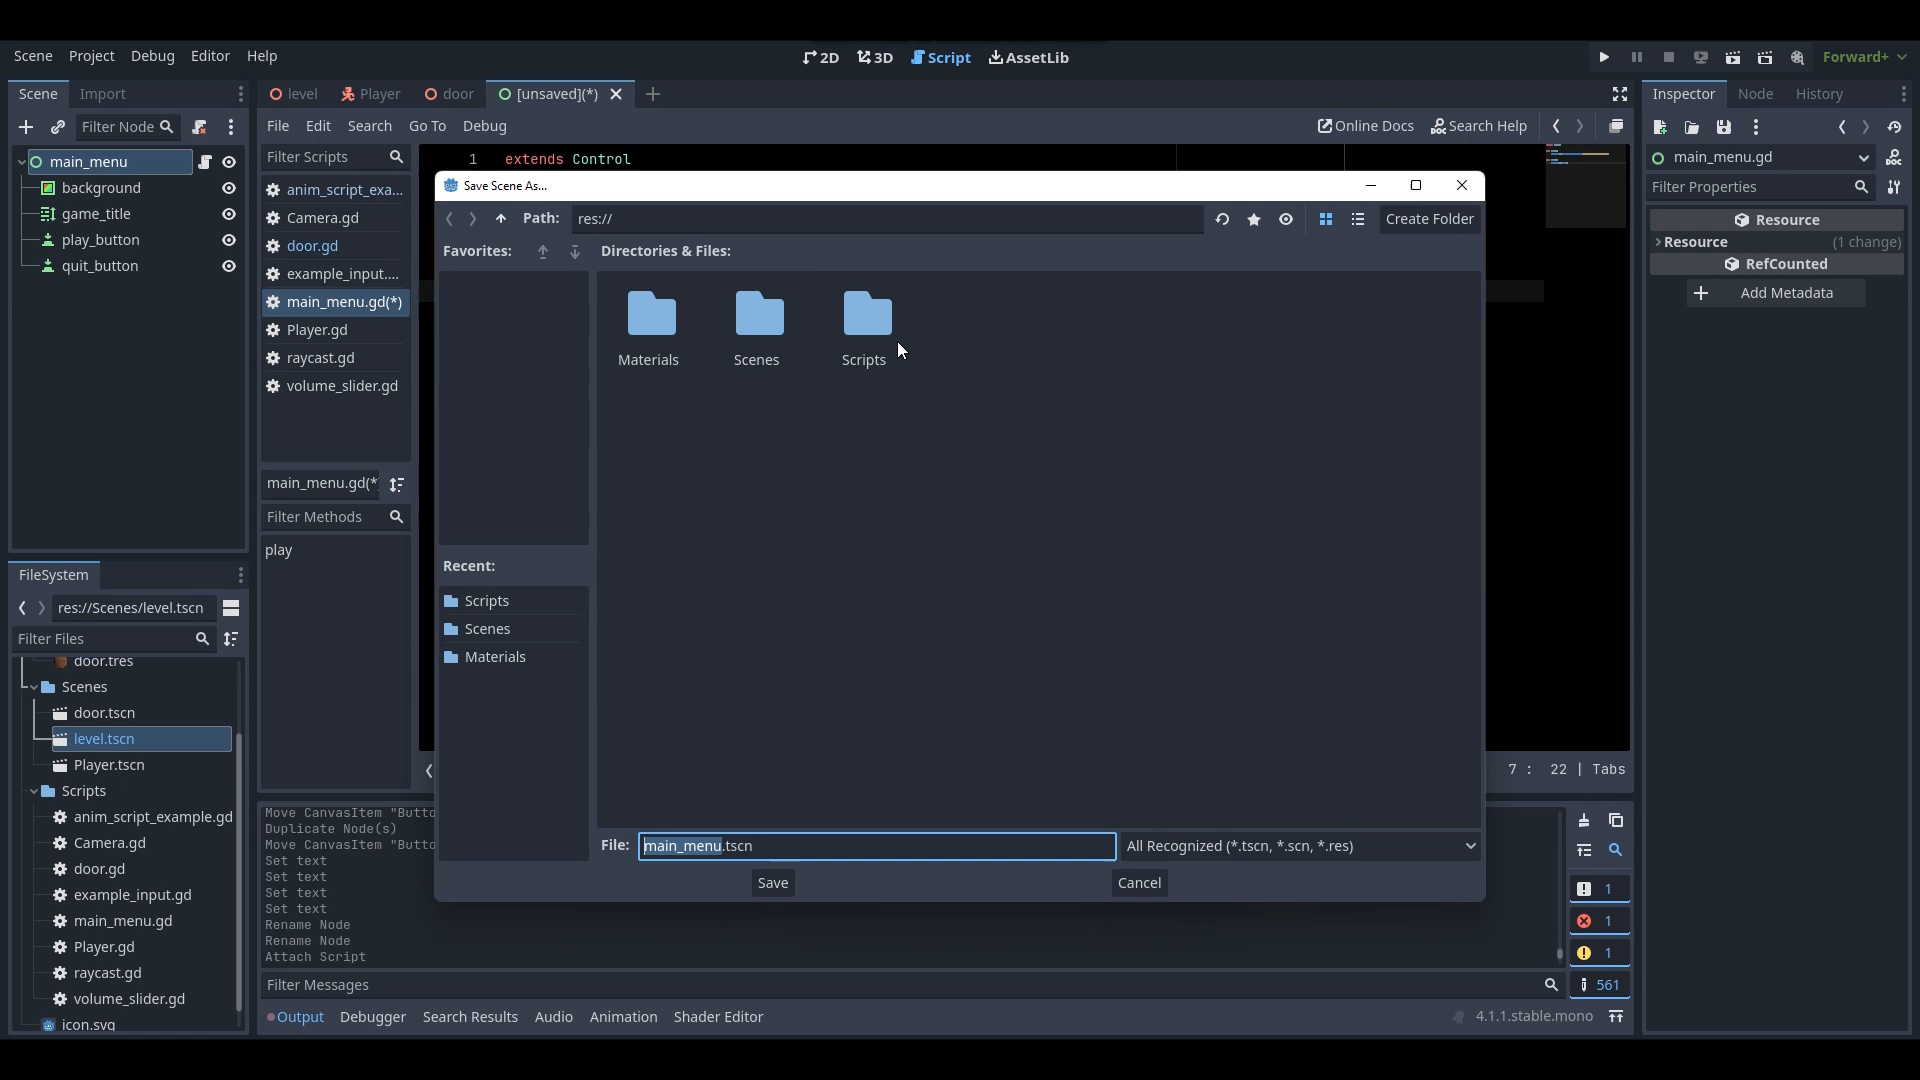 Scene Project Debug Editor Help
2D 3D Script AssetLib
Forward+
Scene Import
Filter Node
main_menu
background
game_title
play_button
quit_button
FileSystem
res://Scenes/level.tscn
Filter Files
door.tres
Scenes
door.tscn
level.tscn
Player.tscn
Scripts
anim_script_example.gd
Camera.gd
door.gd
example_input.gd
main_menu.gd
Player.gd
raycast.gd
volume_slider.gd
icon.svg
level Player door [unsaved](*)
File Edit Search Go To Debug
Online Docs Search Help
Filter Scripts
anim_script_exa...
Camera.gd
door.gd
example_input....
main_menu.gd(*)
Player.gd
raycast.gd
volume_slider.gd
main_menu.gd(*
Filter Methods
play
1 extends Control
Save Scene As...
Path: res://
Create Folder
Favorites:
Directories & Files:
Materials Scenes Scripts
Recent:
Scripts
Scenes
Materials
File: main_menu.tscn All Recognized (*.tscn, *.scn, *.res)
Save Cancel
7 : 22 | Tabs
Move CanvasItem "Butto
Duplicate Node(s)
Move CanvasItem "Butto
Set text
Set text
Set text
Set text
Rename Node
Rename Node
Attach Script
1
1
1
561
Filter Messages
Output Debugger Search Results Audio Animation Shader Editor
4.1.1.stable.mono
Inspector Node History
main_menu.gd
Filter Properties
Resource
Resource (1 change)
RefCounted
Add Metadata